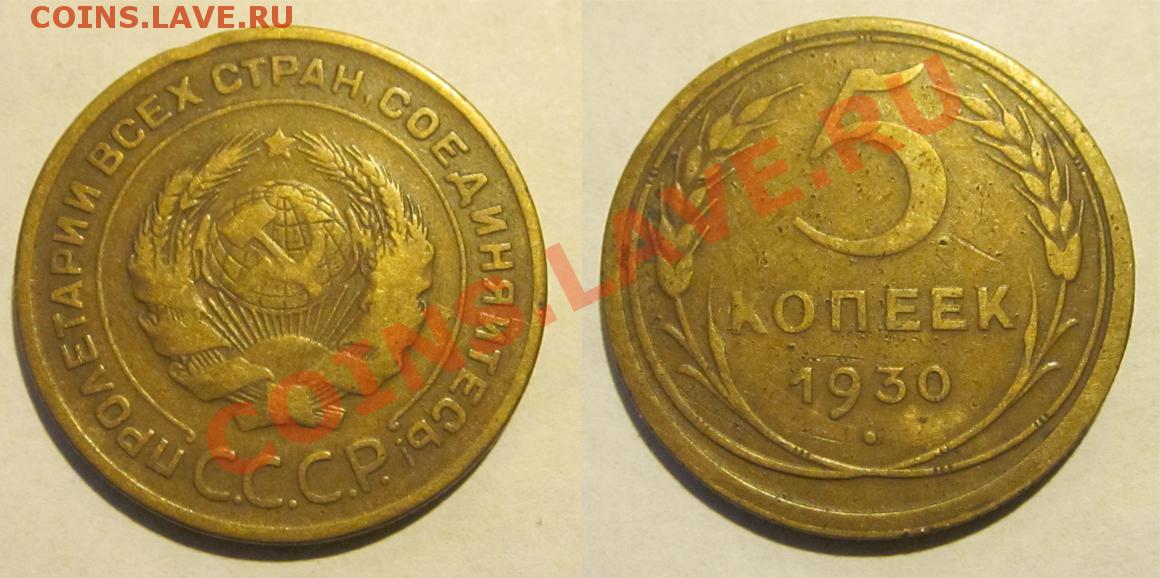 COINS.LAVE.RU
ПРОЛЕТАРИИ ВСЕХ СТРАН, СОЕДИНЯЙТЕСЬ!
С.С.С.Р.
5
КОПЕЕК
1930
COINS.LAVE.RU